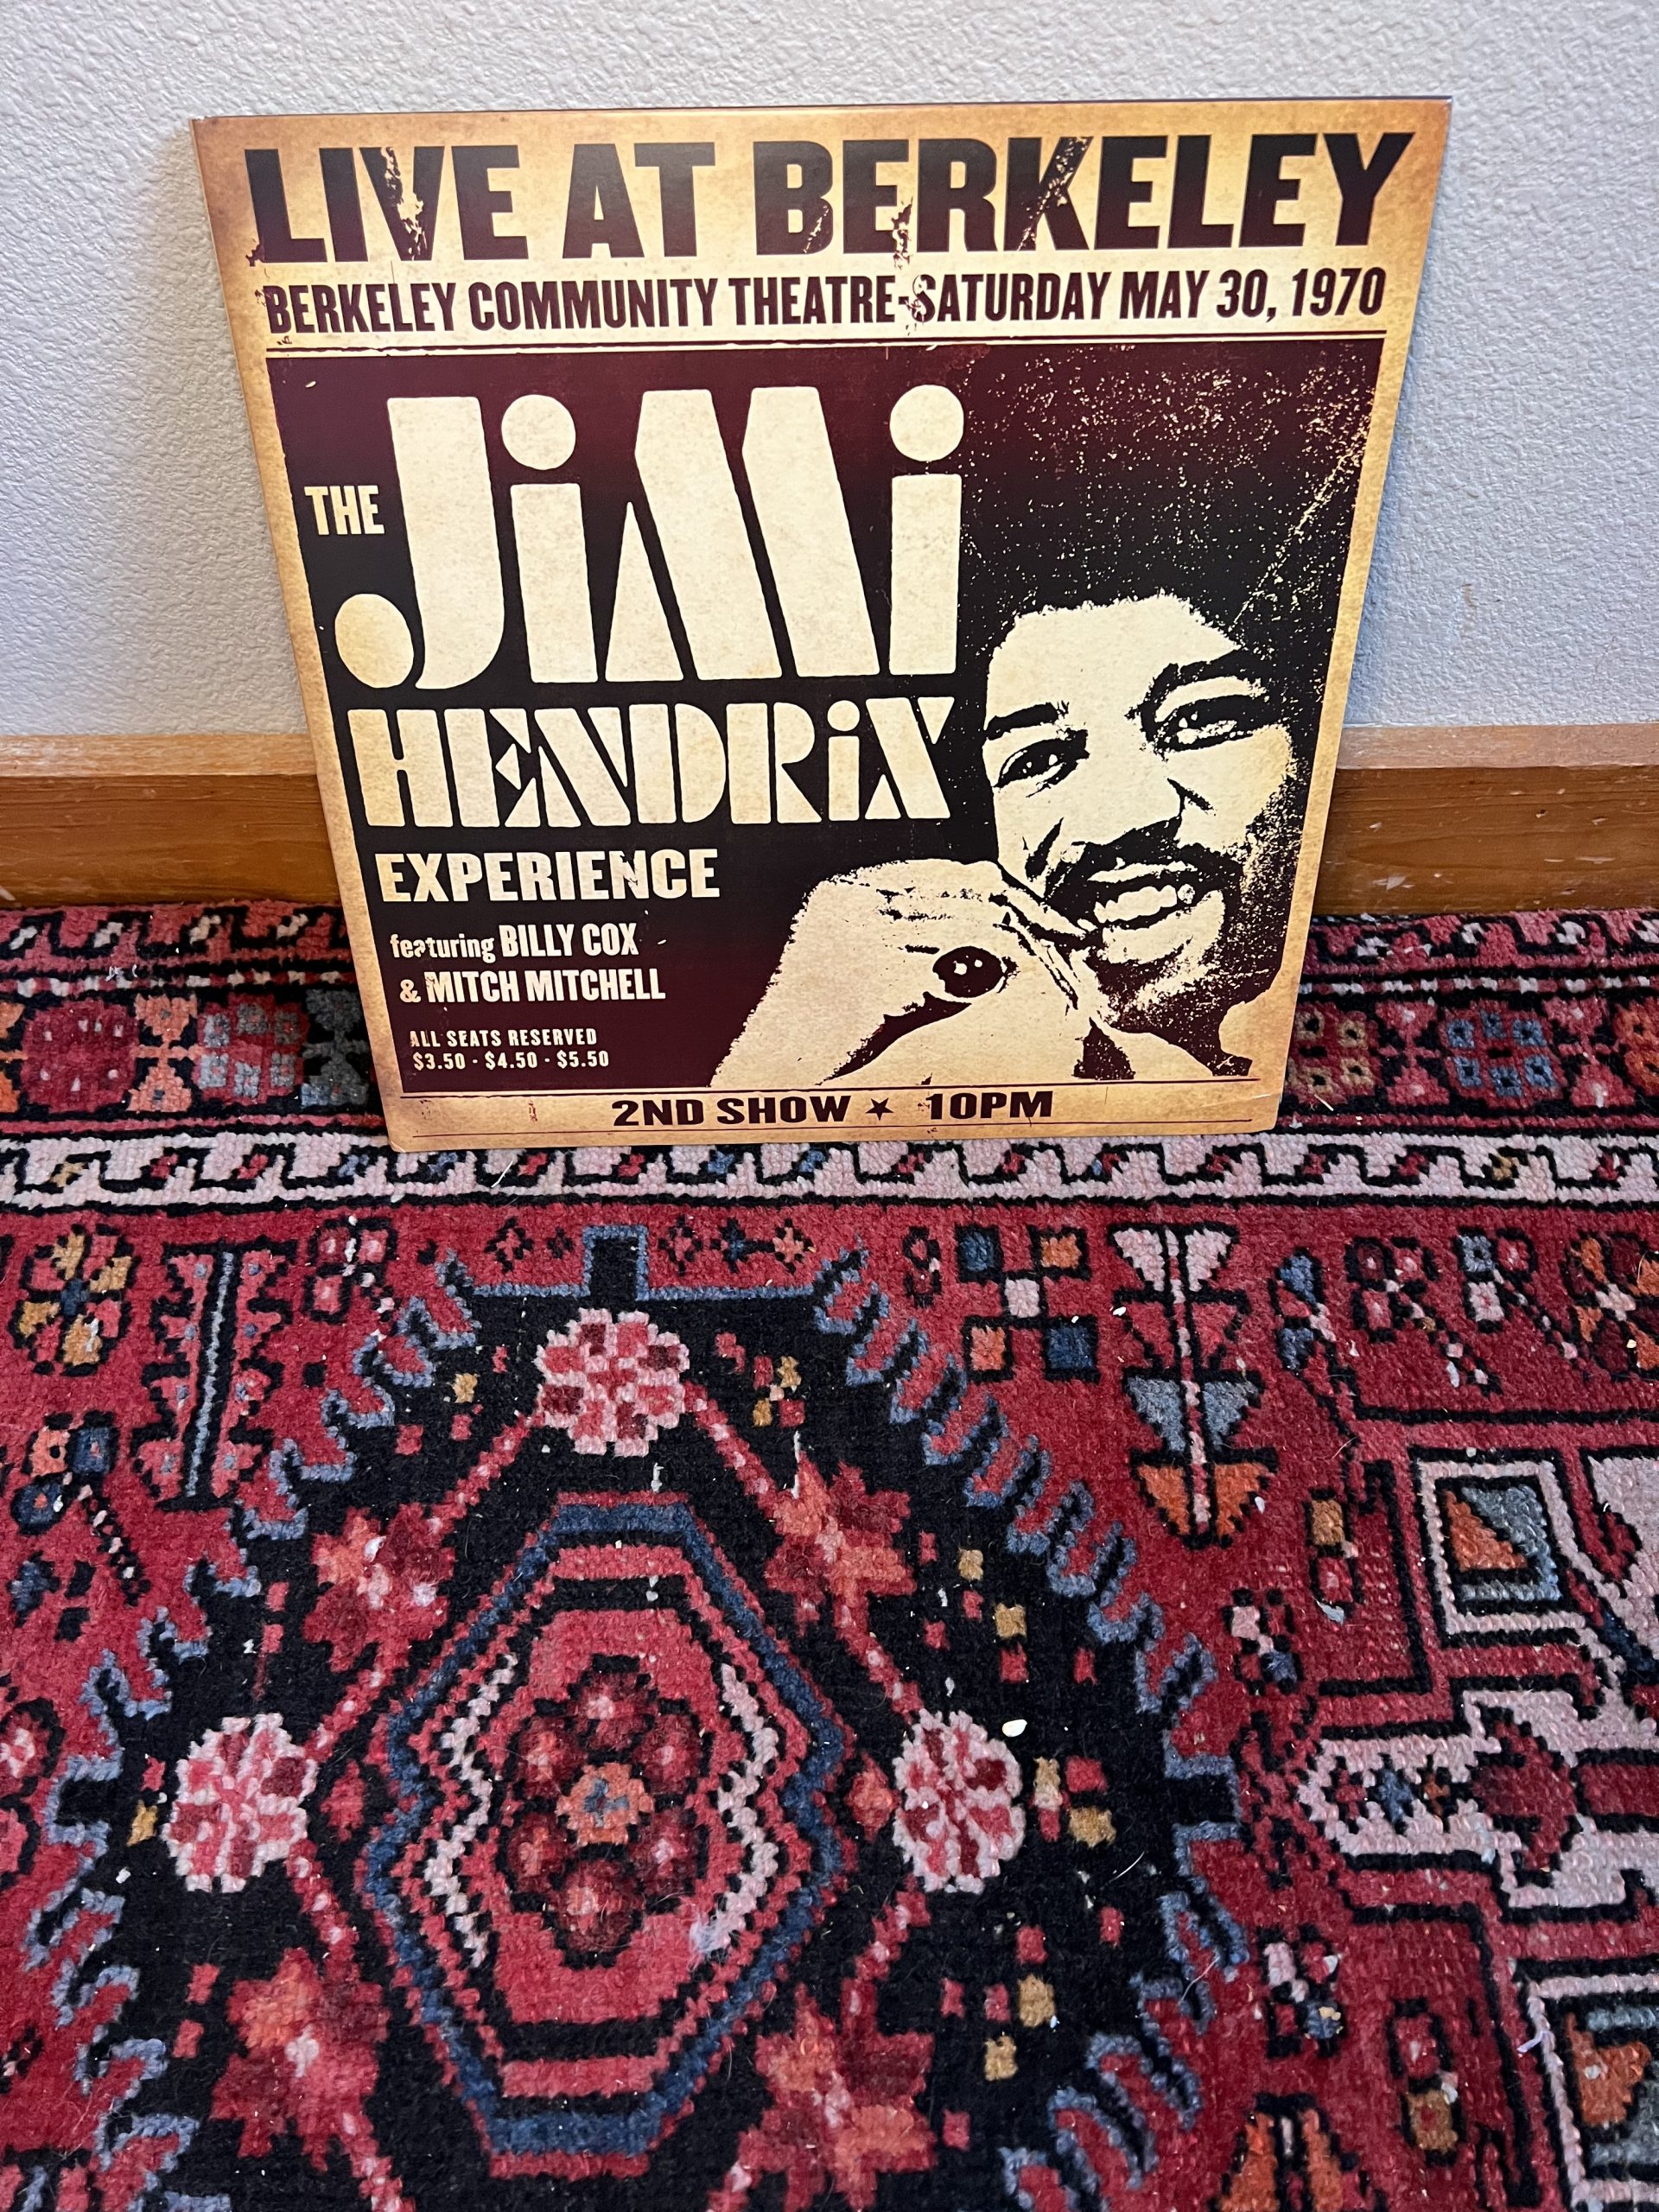 LIVE AT BERKELEY
BERKELEY COMMUNITY THEATRE-SATURDAY MAY 30, 1970
THE
JiMi
HENDRiX
EXPERIENCE
featuring BILLY COX
& MITCH MITCHELL
ALL SEATS RESERVED
$3.50 - $4.50 - $5.50
2ND SHOW ★ 10PM